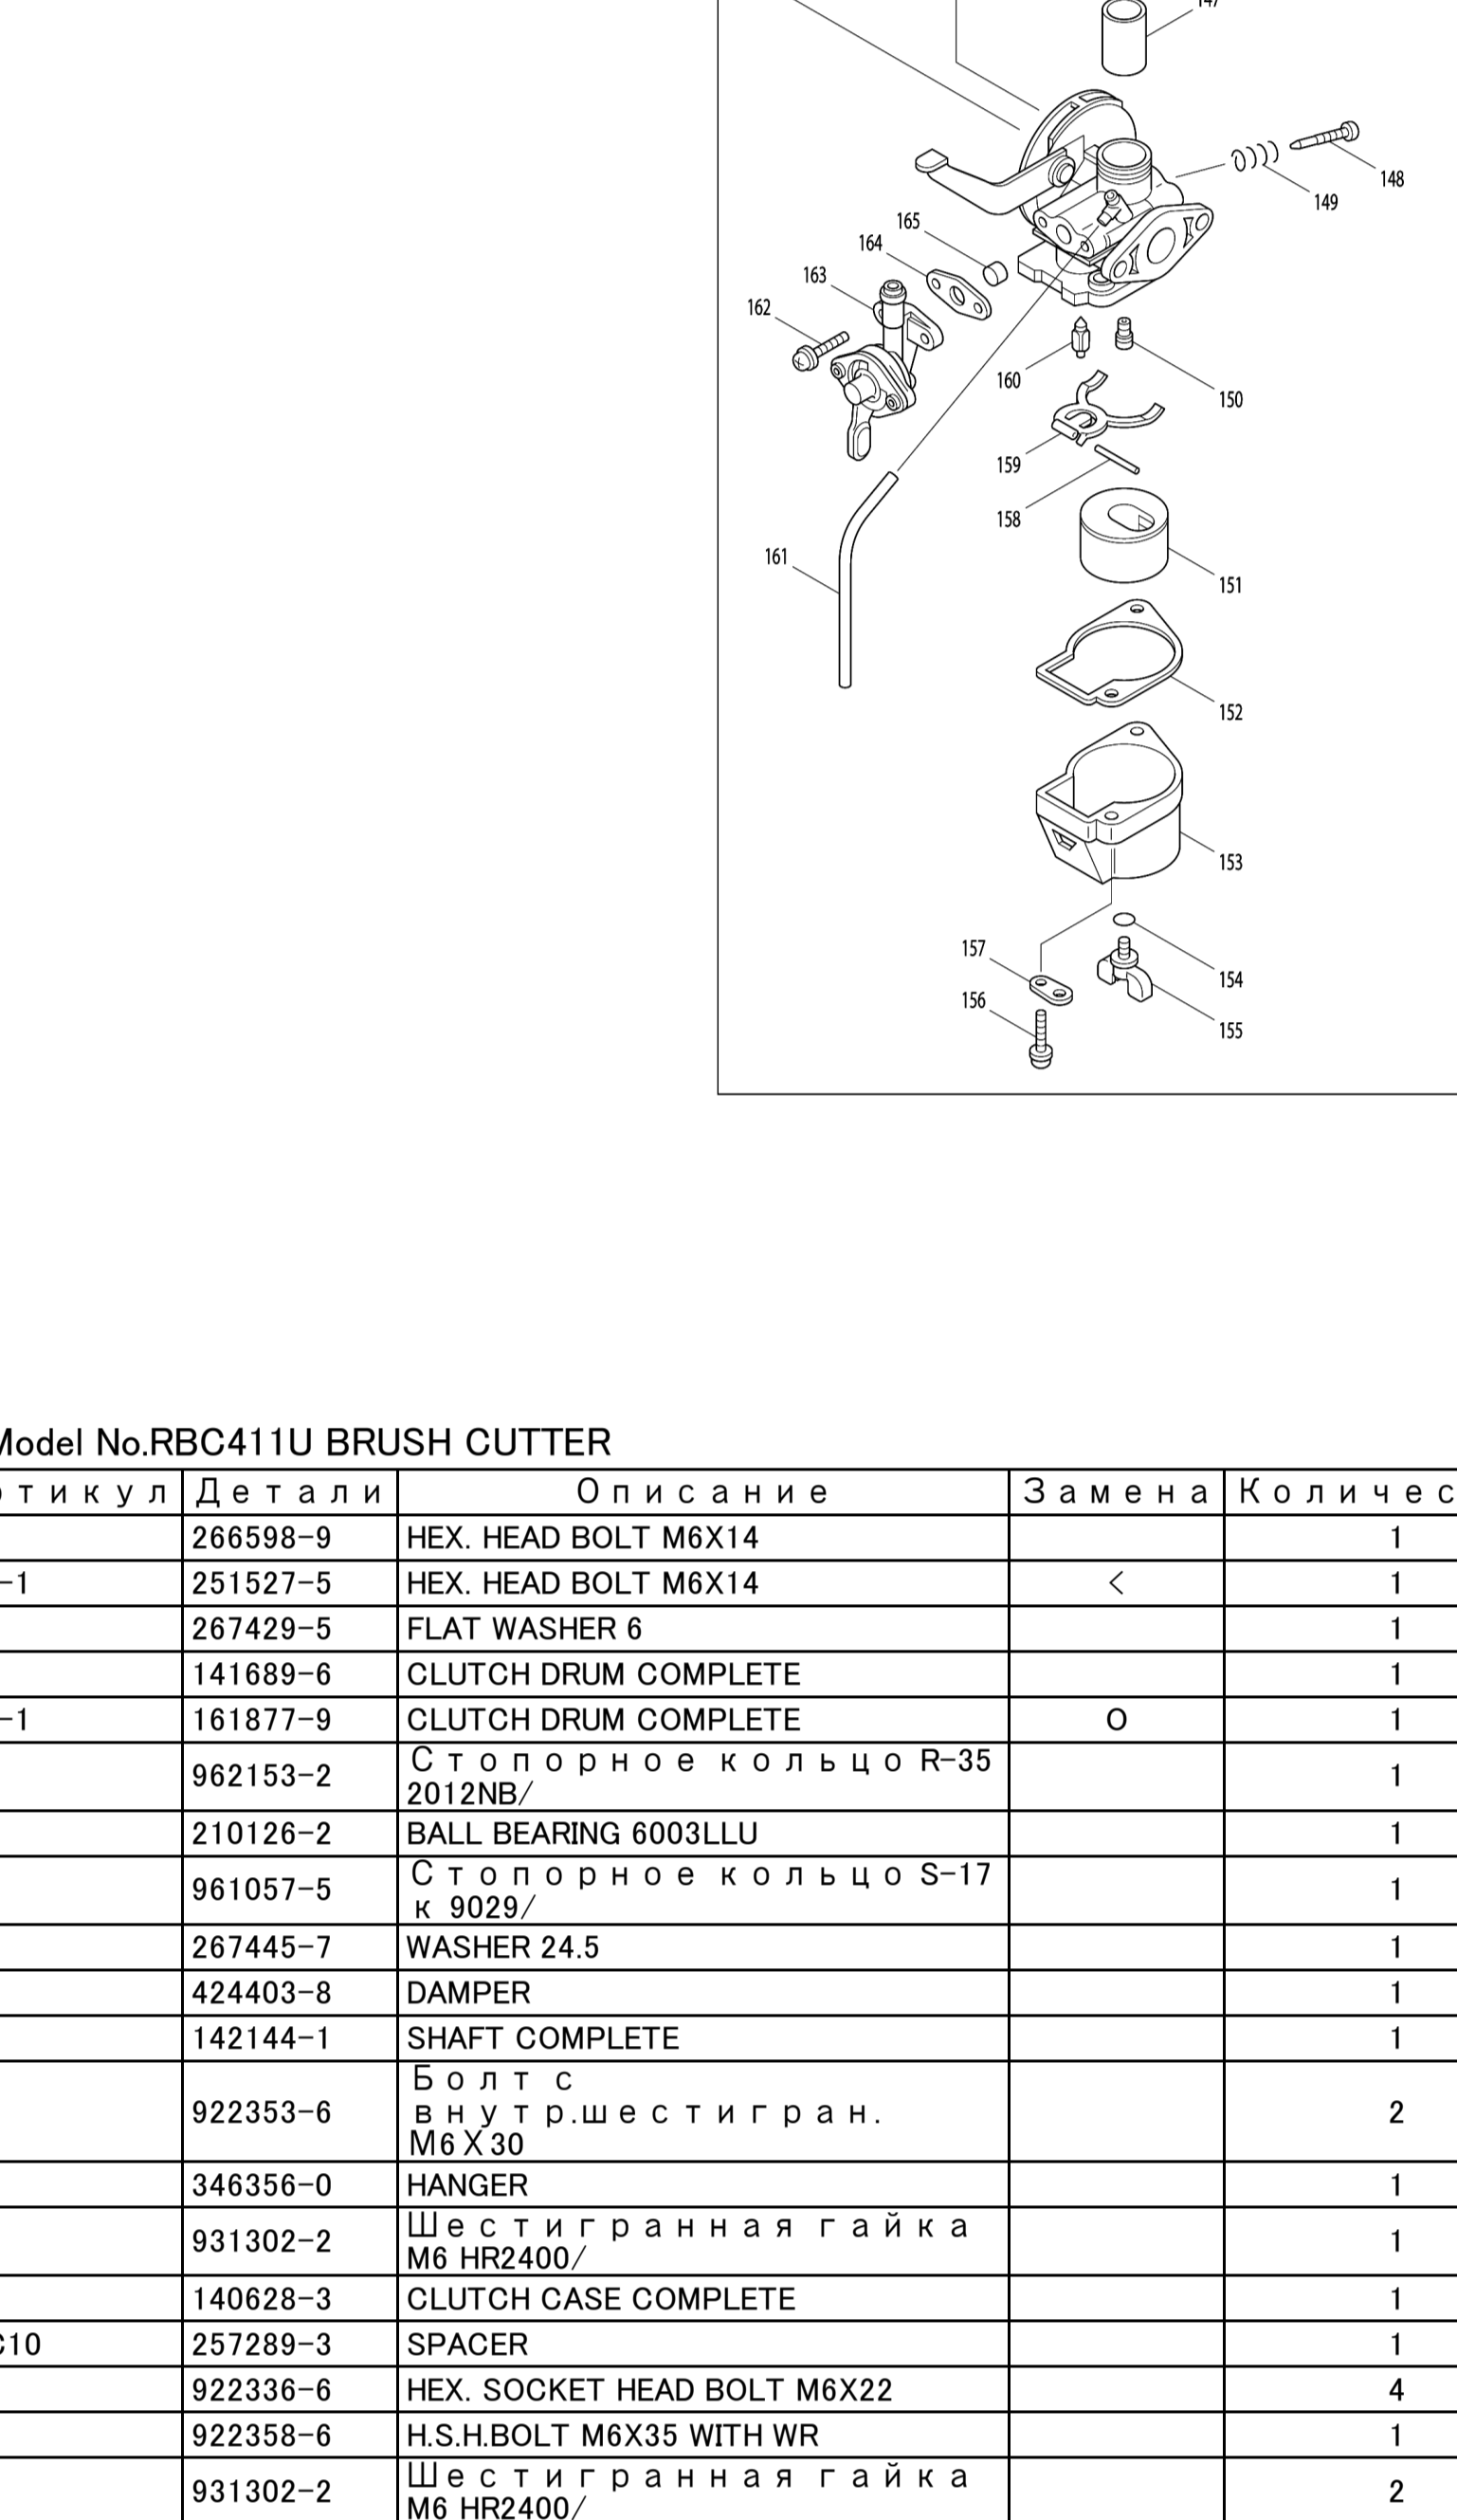 147
148
149
165
164
163
162
160
150
159
158
151
161
152
153
157
154
156
155
Model No.RBC411U BRUSH CUTTER
ртикул Детали Описание Замена Количес
266598-9 HEX. HEAD BOLT M6X14 1
-1 251527-5 HEX. HEAD BOLT M6X14 < 1
267429-5 FLAT WASHER 6 1
141689-6 CLUTCH DRUM COMPLETE 1
-1 161877-9 CLUTCH DRUM COMPLETE O 1
962153-2 Стопорное кольцо R-35
2012NB/ 1
210126-2 BALL BEARING 6003LLU 1
961057-5 Стопорное кольцо S-17
к 9029/ 1
267445-7 WASHER 24.5 1
424403-8 DAMPER 1
142144-1 SHAFT COMPLETE 1
922353-6 Болт с
внутр.шестигран.
М6Х30 2
346356-0 HANGER 1
931302-2 Шестигранная гайка
M6 HR2400/ 1
140628-3 CLUTCH CASE COMPLETE 1
C10 257289-3 SPACER 1
922336-6 HEX. SOCKET HEAD BOLT M6X22 4
922358-6 H.S.H.BOLT M6X35 WITH WR 1
931302-2 Шестигранная гайка
M6 HR2400/ 2